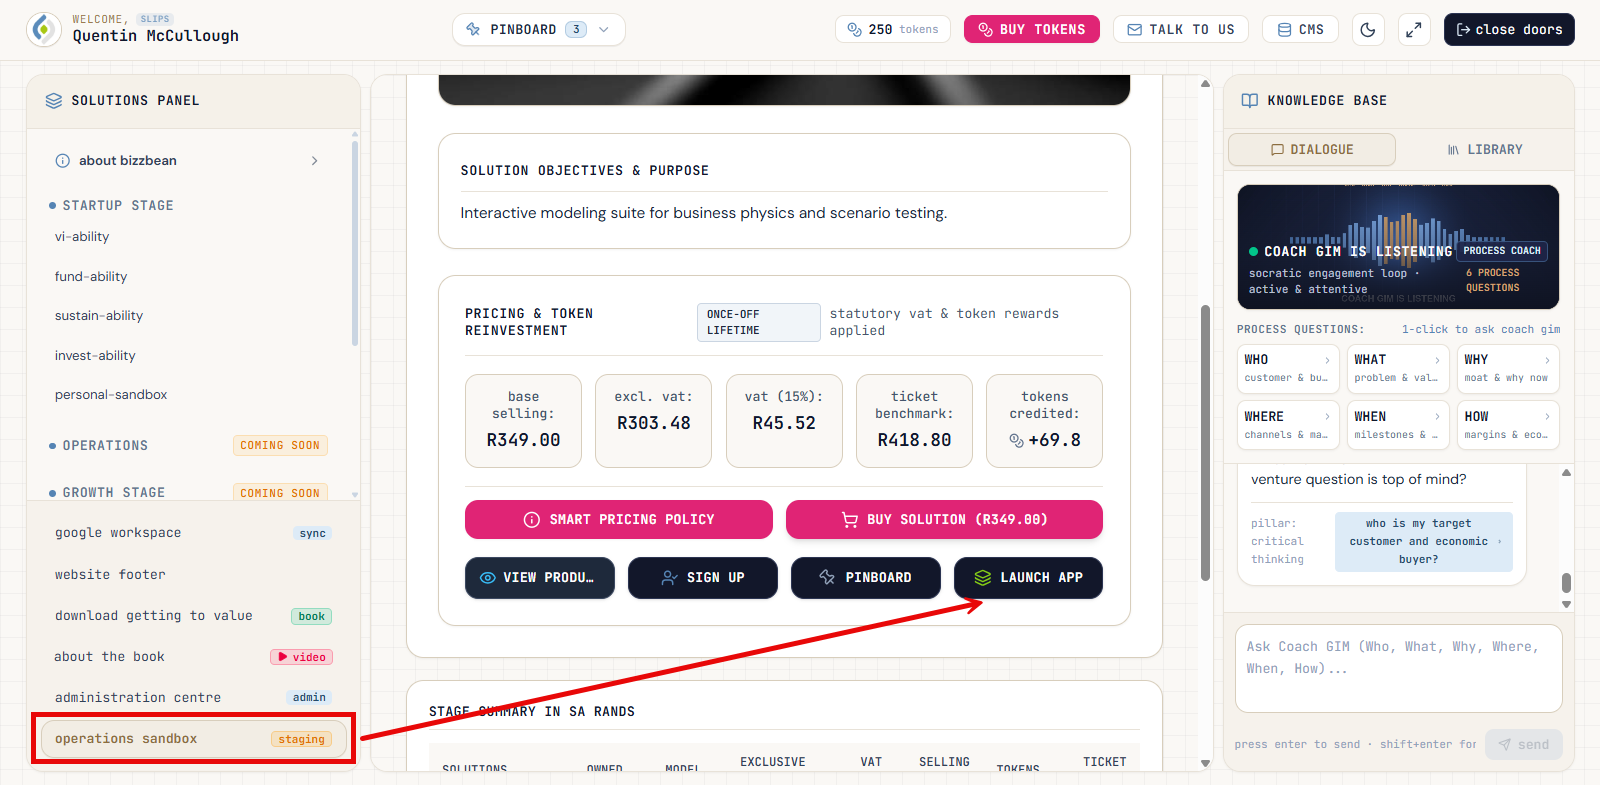 WELCOME, SLIPS
Quentin McCullough
PINBOARD 3
250 tokens
BUY TOKENS
TALK TO US
CMS
close doors
SOLUTIONS PANEL
about bizzbean
STARTUP STAGE
vi-ability
fund-ability
sustain-ability
invest-ability
personal-sandbox
OPERATIONS COMING SOON
GROWTH STAGE COMING SOON
google workspace sync
website footer
download getting to value book
about the book video
administration centre admin
operations sandbox staging
SOLUTION OBJECTIVES & PURPOSE
Interactive modeling suite for business physics and scenario testing.
PRICING & TOKEN
REINVESTMENT
ONCE-OFF
LIFETIME
statutory vat & token rewards
applied
base
selling:
R349.00
excl. vat:
R303.48
vat (15%):
R45.52
ticket
benchmark:
R418.80
tokens
credited:
+69.8
SMART PRICING POLICY
BUY SOLUTION (R349.00)
VIEW PRODU…
SIGN UP
PINBOARD
LAUNCH APP
STAGE SUMMARY IN SA RANDS
SOLUTIONS OWNED MODEL EXCLUSIVE VAT SELLING TOKENS TICKET
KNOWLEDGE BASE
DIALOGUE
LIBRARY
COACH GIM IS LISTENING
PROCESS COACH
socratic engagement loop ·
active & attentive
6 PROCESS
QUESTIONS
COACH GIM IS LISTENING
PROCESS QUESTIONS: 1-click to ask coach gim
WHO
customer & bu…
WHAT
problem & val…
WHY
moat & why now
WHERE
channels & ma…
WHEN
milestones & …
HOW
margins & eco…
venture question is top of mind?
pillar:
critical
thinking
who is my target
customer and economic
buyer?
Ask Coach GIM (Who, What, Why, Where,
When, How)...
press enter to send · shift+enter for
send